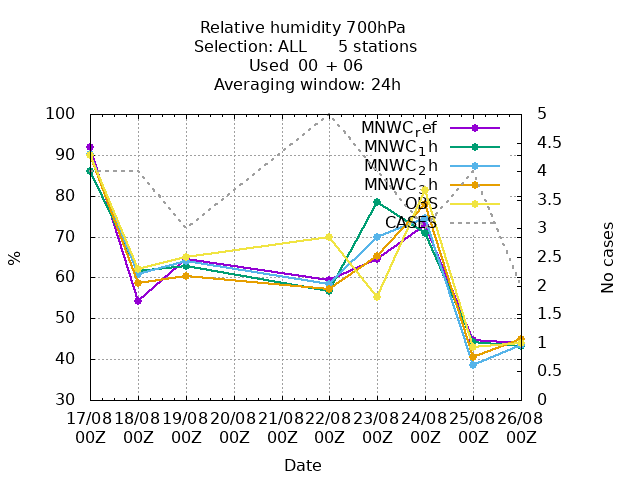 Relative humidity 700hPa
Selection: ALL 5 stations
Used 00 + 06
Averaging window: 24h
100
90
80
70
60
50
40
30
%
5
4.5
4
3.5
3
2.5
2
1.5
1
0.5
0
No cases
MNWC_ref
MNWC_1h
MNWC_2h
MNWC_3h
OBS
CASES
17/08 18/08 19/08 20/08 21/08 22/08 23/08 24/08 25/08 26/08
00Z 00Z 00Z 00Z 00Z 00Z 00Z 00Z 00Z 00Z
Date